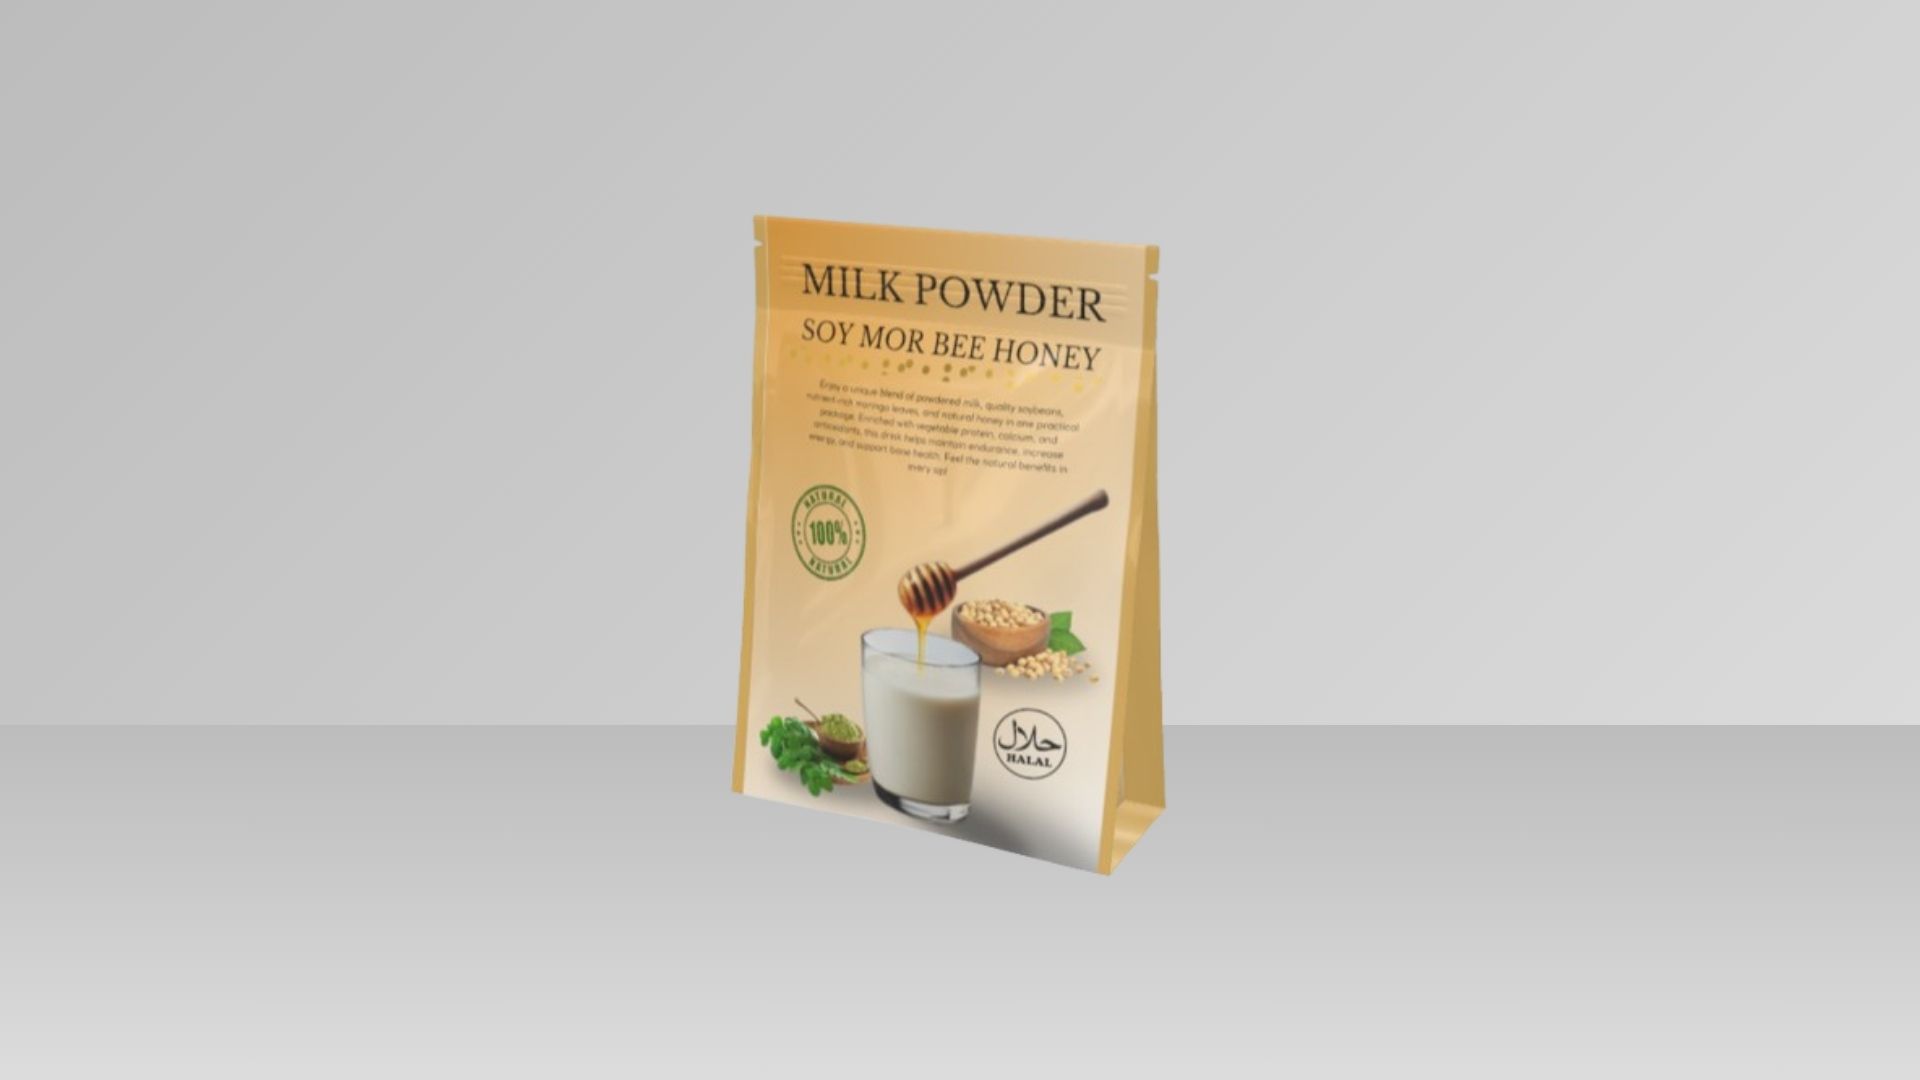 MILK POWDER
SOY MOR BEE HONEY
Enjoy a unique blend of powdered milk, quality soybeans,
nutrient-rich moringa leaves, and natural honey in one practical
package. Enriched with vegetable protein, calcium, and
antioxidants, this drink helps maintain endurance, increase
energy, and support bone health. Feel the natural benefits in
every sip!
NATURAL
100%
NATURAL
حلال
HALAL